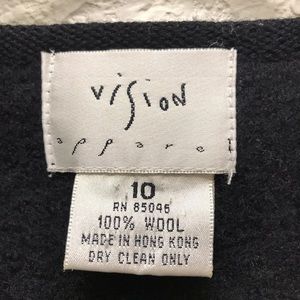 vision
apparel
10
RN 85046
100% WOOL
MADE IN HONG KONG
DRY CLEAN ONLY